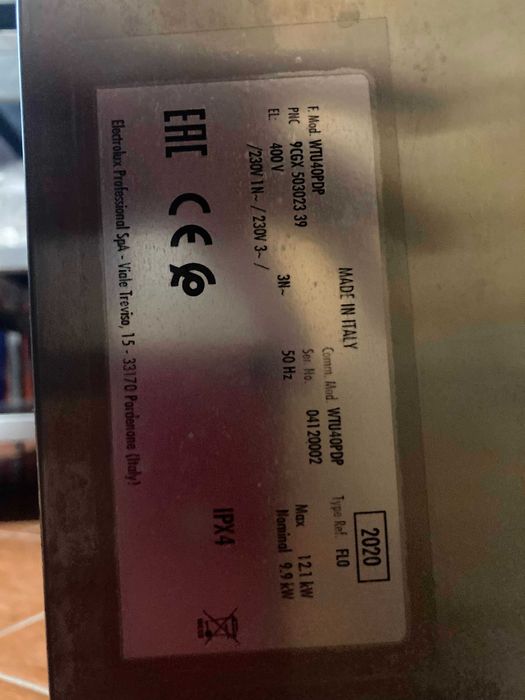 MADE IN ITALY
2020
F. Mod. WTU40PDP Comm. Mod. WTU40PDP Type Ref. FLO
PNC 9CGX 503023 39 Ser. No. 04120002
EL: 400 V 3N~ 50 Hz Max 12.1 kW
/230V 1N~ / 230V 3~ / Nominal 9.9 kW
EAC CE IPX4
Electrolux Professional SpA - Viale Treviso, 15 - 33170 Pordenone (Italy)